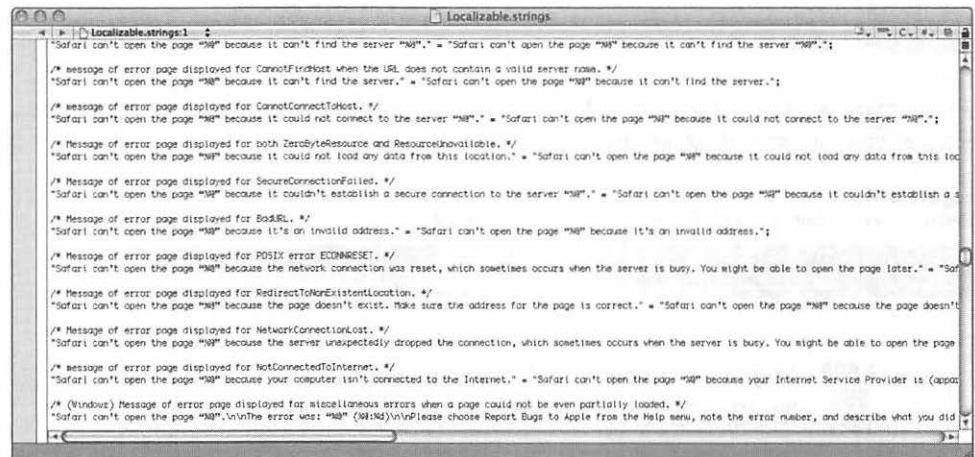 Localizable.strings
Localizable.strings:1
"Safari can't open the page “%@” because it can't find the server “%@”." = "Safari can't open the page “%@” because it can't find the server “%@”.";
/* message of error page displayed for CannotFindHost when the URL does not contain a valid server name. */
"Safari can't open the page “%@” because it can't find the server." = "Safari can't open the page “%@” because it can't find the server.";
/* message of error page displayed for CannotConnectToHost. */
"Safari can't open the page “%@” because it could not connect to the server “%@”." = "Safari can't open the page “%@” because it could not connect to the server “%@”.";
/* Message of error page displayed for both ZeroByteResource and ResourceUnavailable. */
"Safari can't open the page “%@” because it could not load any data from this location." = "Safari can't open the page “%@” because it could not load any data from this loc
/* Message of error page displayed for SecureConnectionFailed. */
"Safari can't open the page “%@” because it couldn't establish a secure connection to the server “%@”." = "Safari can't open the page “%@” because it couldn't establish a s
/* Message of error page displayed for BadURL. */
"Safari can't open the page “%@” because it's an invalid address." = "Safari can't open the page “%@” because it's an invalid address.";
/* Message of error page displayed for POSIX error ECONNRESET. */
"Safari can't open the page “%@” because the network connection was reset, which sometimes occurs when the server is busy. You might be able to open the page later." = "Saf
/* Message of error page displayed for RedirectToNonExistentLocation. */
"Safari can't open the page “%@” because the page doesn't exist. Make sure the address for the page is correct." = "Safari can't open the page “%@” because the page doesn't
/* Message of error page displayed for NetworkConnectionLost. */
"Safari can't open the page “%@” because the server unexpectedly dropped the connection, which sometimes occurs when the server is busy. You might be able to open the page
/* message of error page displayed for NotConnectedToInternet. */
"Safari can't open the page “%@” because your computer isn't connected to the Internet." = "Safari can't open the page “%@” because your Internet Service Provider is (appar
/* (Windows) Message of error page displayed for miscellaneous errors when a page could not be even partially loaded. */
"Safari can't open the page “%@”.\n\nThe error was: “%@” (%@:%d)\n\nPlease choose Report Bugs to Apple from the Help menu, note the error number, and describe what you did